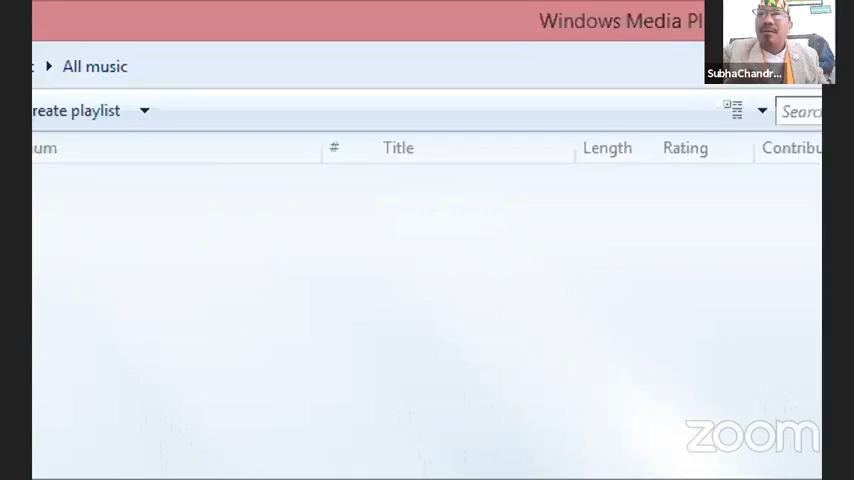 Windows Media Pl
SubhaChandr...
All music
reate playlist
Searc
um
# Title Length Rating Contribu
zoom